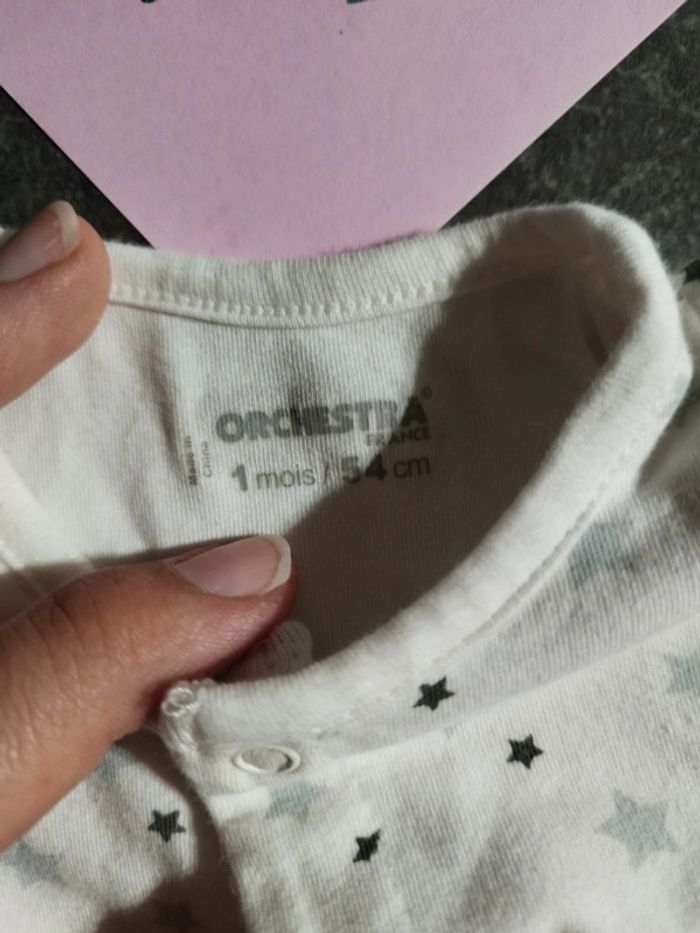 ORCHESTRA®
FRANCE
1 mois / 54 cm
Made in
China